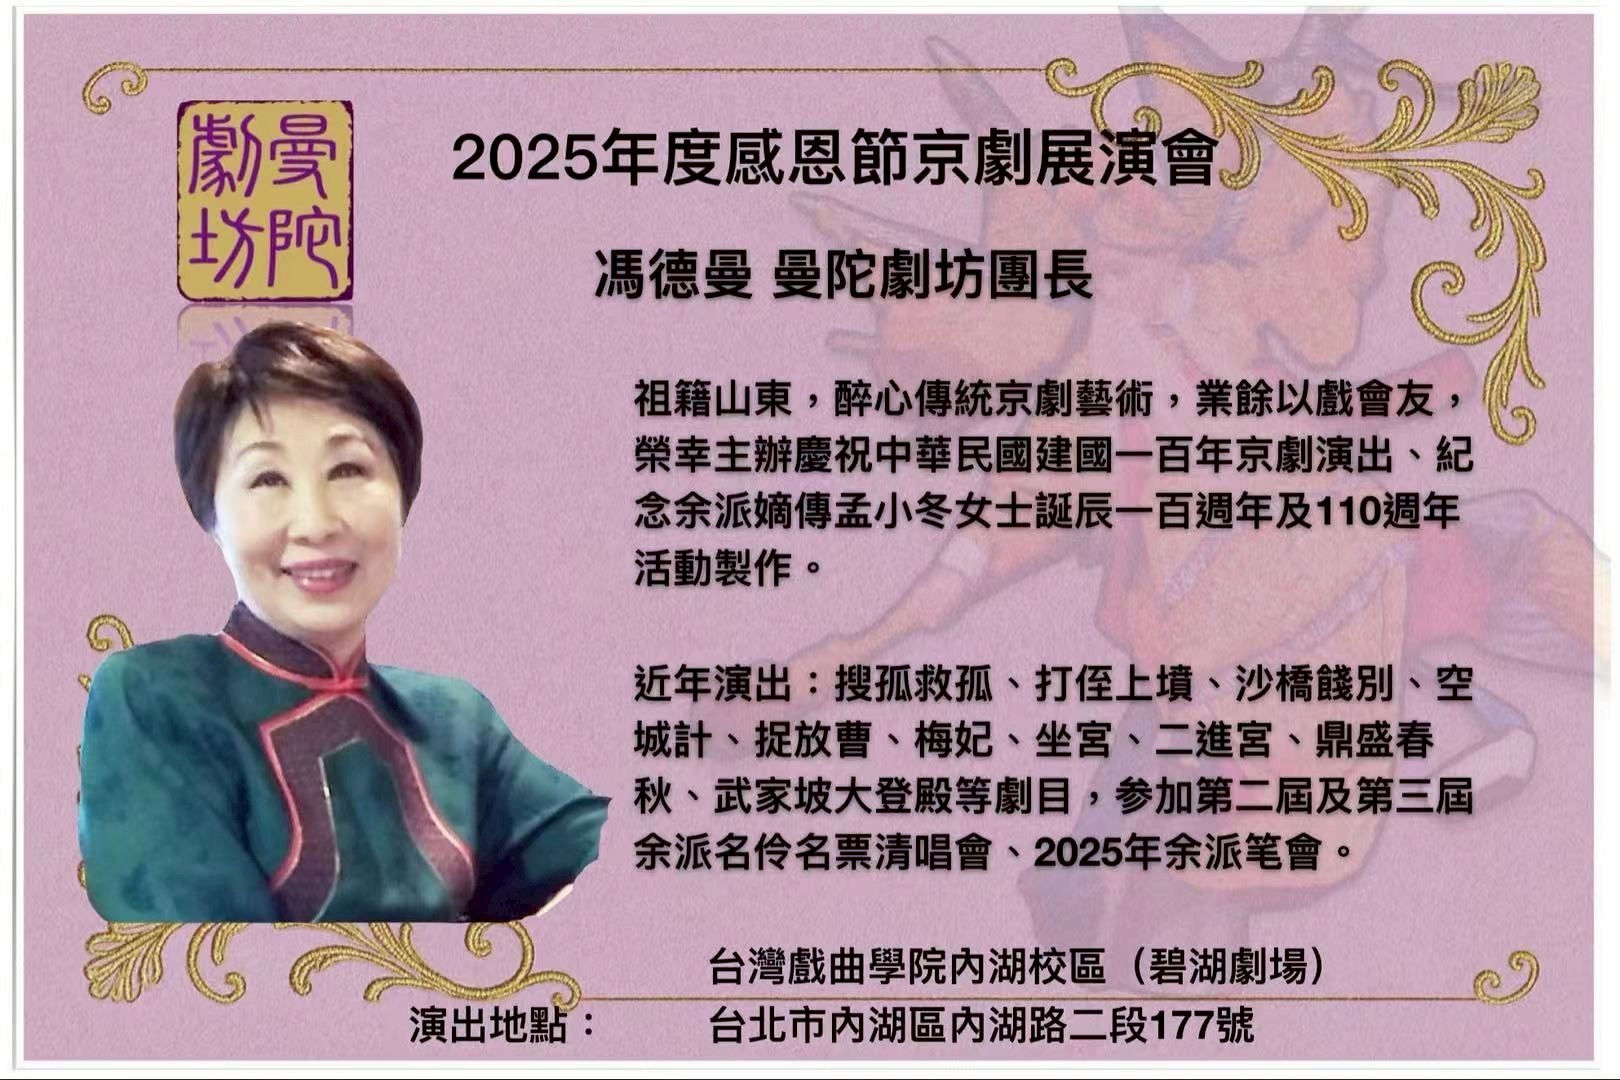 曼陀劇坊
2025年度感恩節京劇展演會
馮德曼 曼陀劇坊團長
祖籍山東，醉心傳統京劇藝術，業餘以戲會友，
榮幸主辦慶祝中華民國建國一百年京劇演出、紀
念余派嫡傳孟小冬女士誕辰一百週年及110週年
活動製作。
近年演出：搜孤救孤、打侄上墳、沙橋餞別、空
城計、捉放曹、梅妃、坐宮、二進宮、鼎盛春
秋、武家坡大登殿等劇目，參加第二屆及第三屆
余派名伶名票清唱會、2025年余派笔會。
台灣戲曲學院內湖校區（碧湖劇場）
演出地點： 台北市內湖區內湖路二段177號